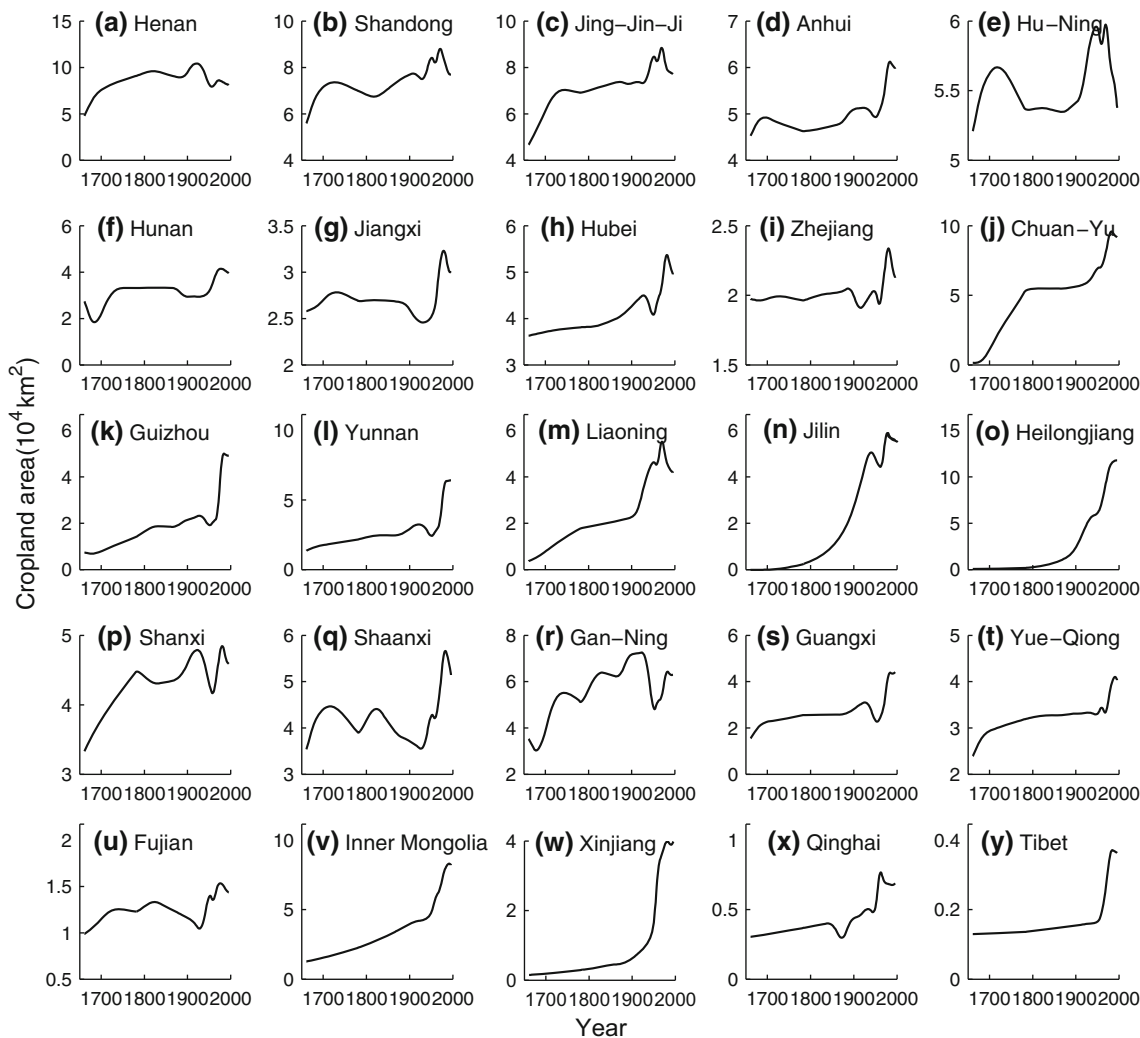 (a) Henan
15
10
5
0
1700 1800 1900 2000
(b) Shandong
10
8
6
4
1700 1800 1900 2000
(c) Jing-Jin-Ji
10
8
6
4
1700 1800 1900 2000
(d) Anhui
7
6
5
4
1700 1800 1900 2000
(e) Hu-Ning
6
5.5
5
1700 1800 1900 2000
(f) Hunan
6
4
2
0
1700 1800 1900 2000
(g) Jiangxi
3.5
3
2.5
2
1700 1800 1900 2000
(h) Hubei
6
5
4
3
1700 1800 1900 2000
(i) Zhejiang
2.5
2
1.5
1700 1800 1900 2000
(j) Chuan-Yu
10
5
0
1700 1800 1900 2000
Cropland area(10⁴ km²)
(k) Guizhou
6
4
2
0
1700 1800 1900 2000
(l) Yunnan
10
5
0
1700 1800 1900 2000
(m) Liaoning
6
4
2
0
1700 1800 1900 2000
(n) Jilin
6
4
2
0
1700 1800 1900 2000
(o) Heilongjiang
15
10
5
0
1700 1800 1900 2000
(p) Shanxi
5
4
3
1700 1800 1900 2000
(q) Shaanxi
6
5
4
3
1700 1800 1900 2000
(r) Gan-Ning
8
6
4
2
1700 1800 1900 2000
(s) Guangxi
6
4
2
0
1700 1800 1900 2000
(t) Yue-Qiong
5
4
3
2
1700 1800 1900 2000
(u) Fujian
2
1.5
1
0.5
1700 1800 1900 2000
(v) Inner Mongolia
10
5
0
1700 1800 1900 2000
(w) Xinjiang
4
2
0
1700 1800 1900 2000
(x) Qinghai
1
0.5
0
1700 1800 1900 2000
(y) Tibet
0.4
0.2
0
1700 1800 1900 2000
Year